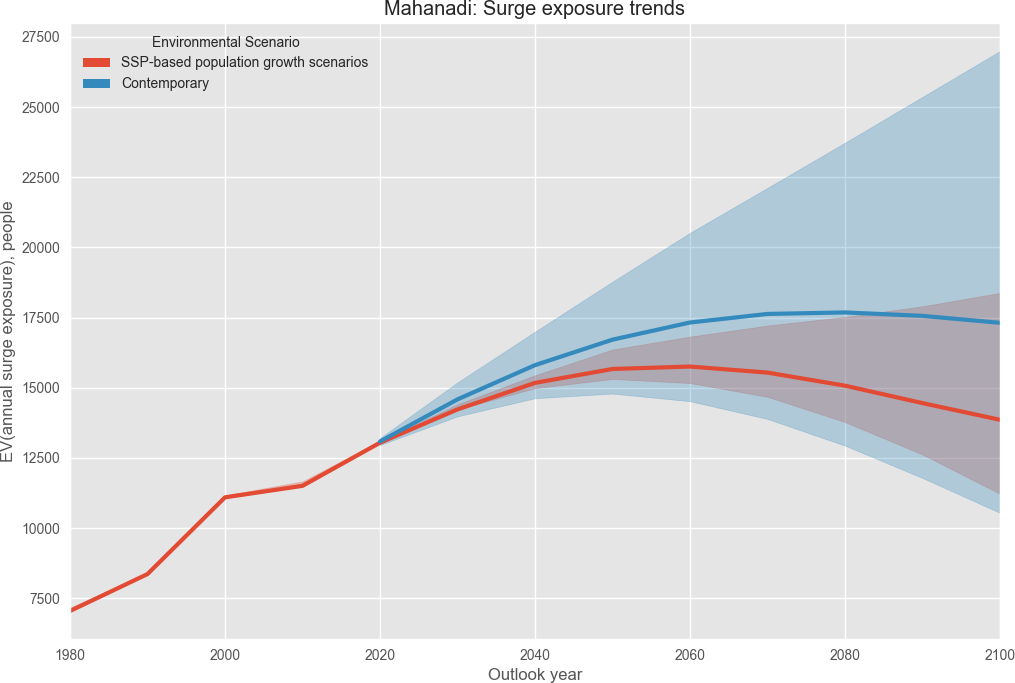 Mahanadi: Surge exposure trends
Environmental Scenario
SSP-based population growth scenarios
Contemporary
EV(annual surge exposure), people
27500
25000
22500
20000
17500
15000
12500
10000
7500
1980
2000
2020
2040
2060
2080
2100
Outlook year